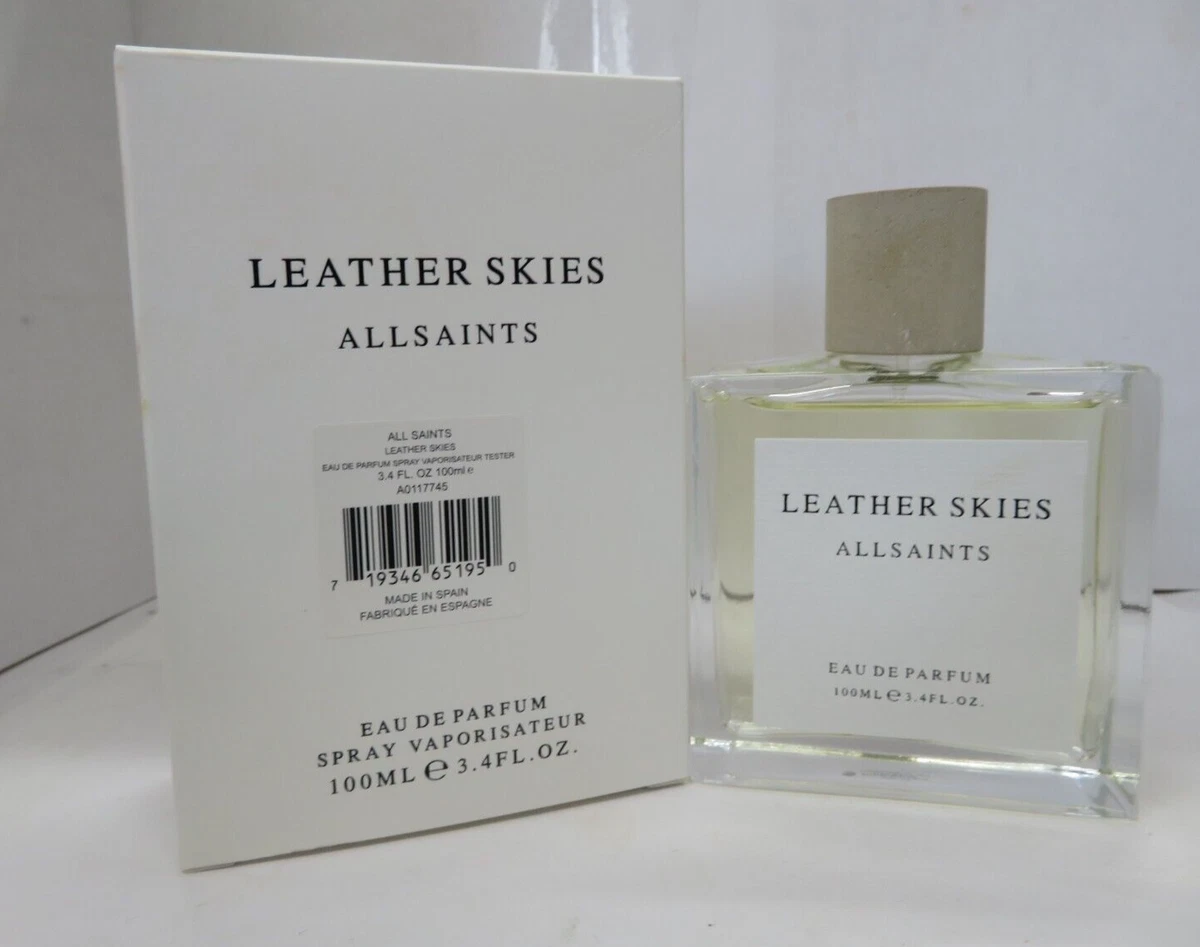 LEATHER SKIES
ALLSAINTS
ALL SAINTS
LEATHER SKIES
EAU DE PARFUM SPRAY VAPORISATEUR TESTER
3.4 FL. OZ 100ml e
A0117745
7 19346 65195 0
MADE IN SPAIN
FABRIQUÉ EN ESPAGNE
EAU DE PARFUM
SPRAY VAPORISATEUR
100ML e 3.4FL.OZ.
LEATHER SKIES
ALLSAINTS
EAU DE PARFUM
100ML e 3.4FL.OZ.